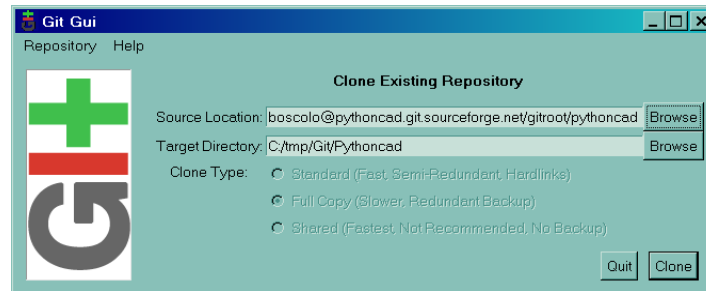 Git Gui
Repository Help
Clone Existing Repository
Source Location: boscolo@pythoncad.git.sourceforge.net/gitroot/pythoncad Browse
Target Directory: C:/tmp/Git/Pythoncad Browse
Clone Type: Standard (Fast, Semi-Redundant, Hardlinks)
Full Copy (Slower, Redundant Backup)
Shared (Fastest, Not Recommended, No Backup)
Quit Clone
Git